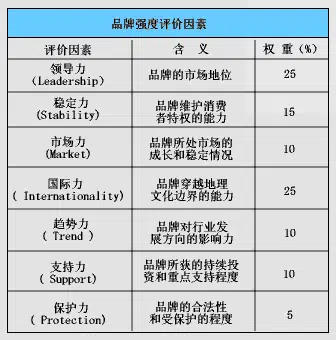 品牌强度评价因素
评价因素 含 义 权 重(%)
领导力
(Leadership) 品牌的市场地位 25
稳定力
(Stability) 品牌维护消费
者特权的能力 15
市场力
(Market) 品牌所处市场的
成长和稳定情况 10
国际力
( Internationality) 品牌穿越地理
文化边界的能力 25
趋势力
( Trend ) 品牌对行业发
展方向的影响力 10
支持力
( Support) 品牌所获的持续投
资和重点支持程度 10
保护力
( Protection) 品牌的合法性
和受保护的程度 5